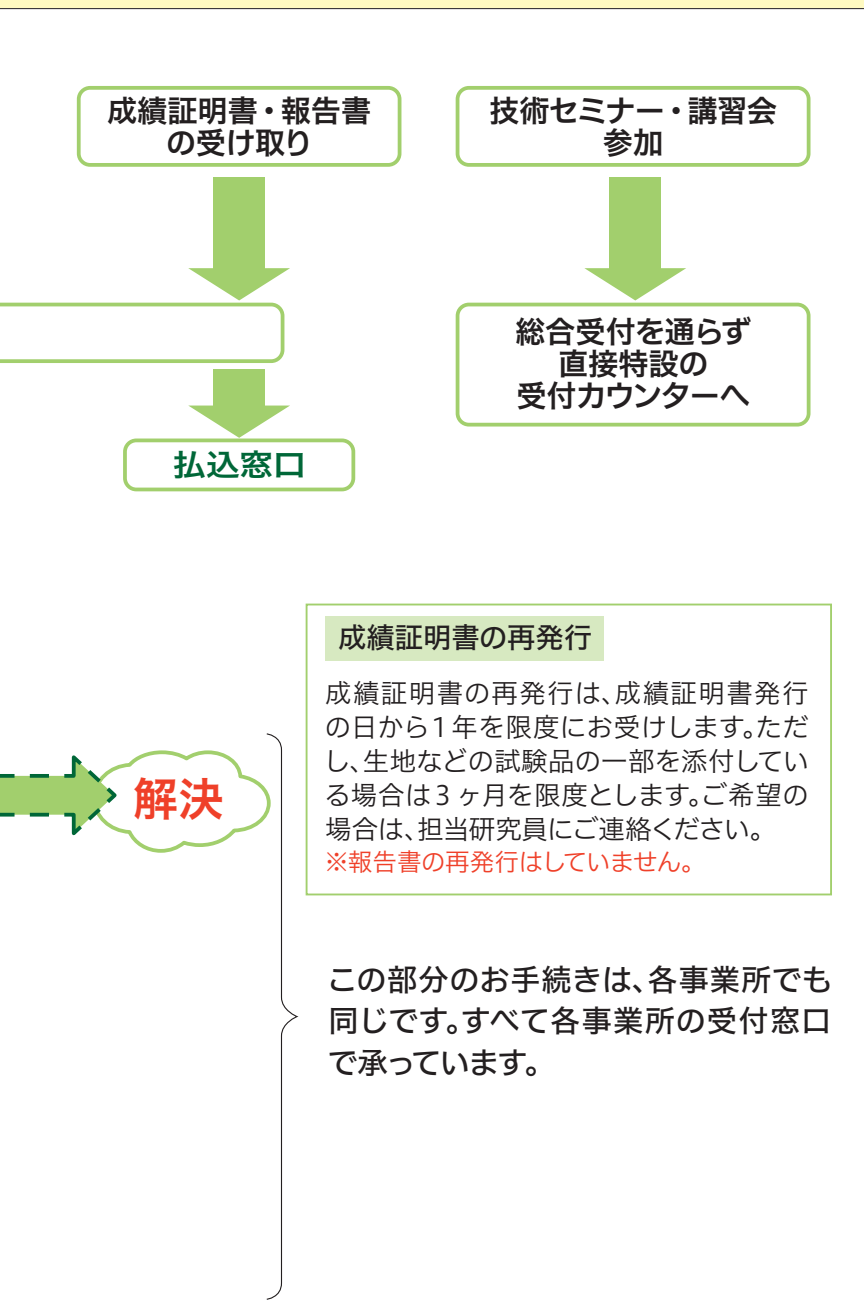 成績証明書・報告書
の受け取り
技術セミナー・講習会
参加
総合受付を通らず
直接特設の
受付カウンターへ
払込窓口
成績証明書の再発行
成績証明書の再発行は、成績証明書発行
の日から1年を限度にお受けします。ただ
し、生地などの試験品の一部を添付してい
る場合は3ヶ月を限度とします。ご希望の
場合は、担当研究員にご連絡ください。
※報告書の再発行はしていません。
解決
この部分のお手続きは、各事業所でも
同じです。すべて各事業所の受付窓口
で承っています。